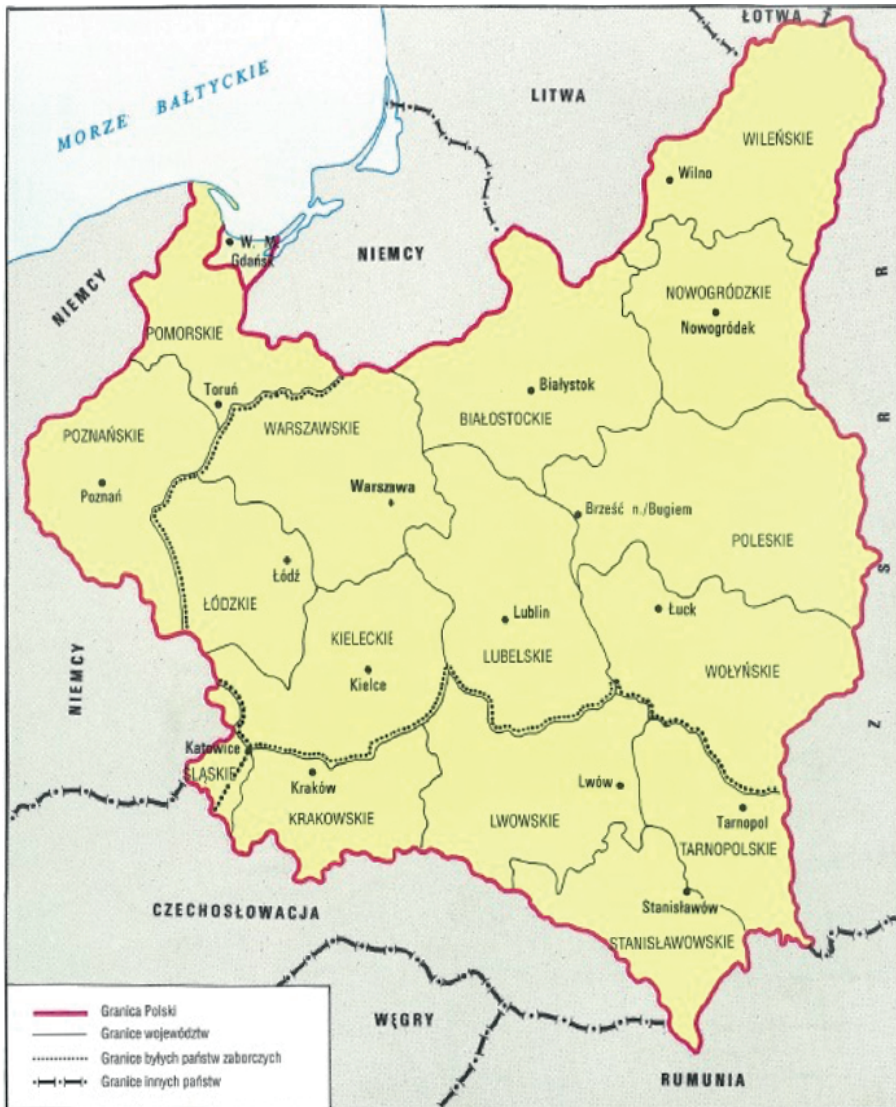 ŁOTWA
MORZE BAŁTYCKIE
LITWA
WILEŃSKIE
Wilno
W. M.
Gdańsk
NIEMCY
NIEMCY
NOWOGRÓDZKIE
Nowogródek
POMORSKIE
Toruń
Białystok
BIAŁOSTOCKIE
WARSZAWSKIE
POZNAŃSKIE
Poznań
Warszawa
Brześć n./Bugiem
POLESKIE
Łódź
ŁÓDZKIE
Lublin
LUBELSKIE
Łuck
KIELECKIE
Kielce
WOŁYŃSKIE
NIEMCY
Z S R R
Katowice
ŚLĄSKIE
Kraków
KRAKOWSKIE
Lwów
LWOWSKIE
Tarnopol
TARNOPOLSKIE
Stanisławów
STANISŁAWOWSKIE
CZECHOSŁOWACJA
WĘGRY
RUMUNIA
Granica Polski
Granice województw
Granice byłych państw zaborczych
Granice innych państw